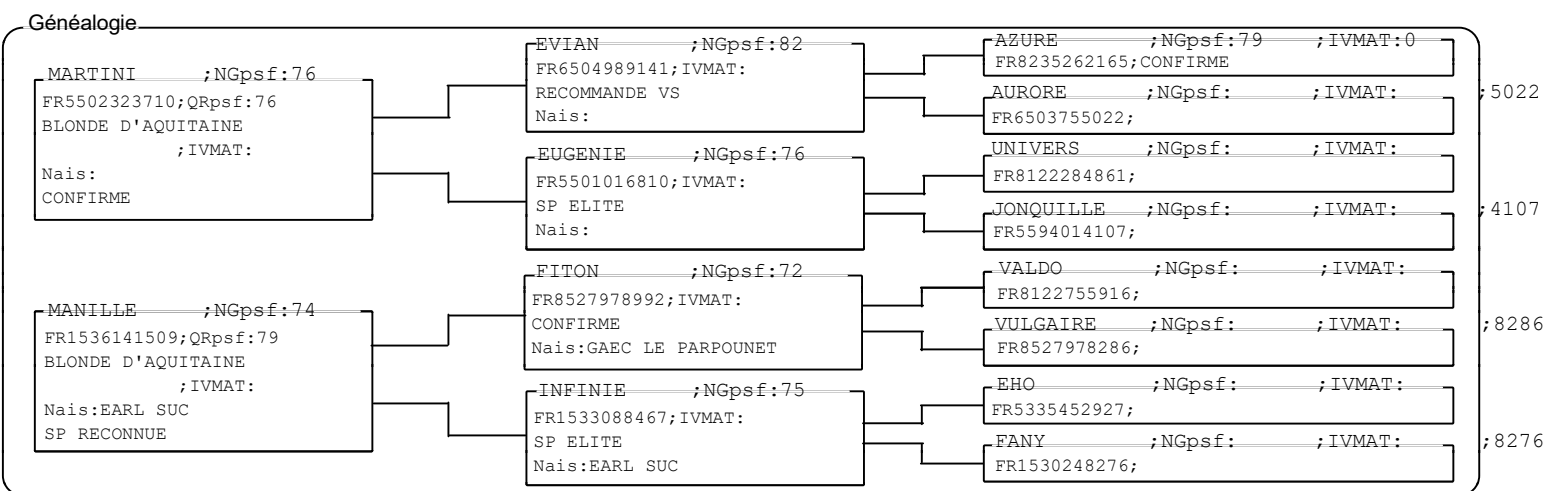 Généalogie
MARTINI ;NGpsf:76
FR5502323710;QRpsf:76
BLONDE D'AQUITAINE
;IVMAT:
Nais:
CONFIRME
MANILLE ;NGpsf:74
FR1536141509;QRpsf:79
BLONDE D'AQUITAINE
;IVMAT:
Nais:EARL SUC
SP RECONNUE
EVIAN ;NGpsf:82
FR6504989141;IVMAT:
RECOMMANDE VS
Nais:
EUGENIE ;NGpsf:76
FR5501016810;IVMAT:
SP ELITE
Nais:
FITON ;NGpsf:72
FR8527978992;IVMAT:
CONFIRME
Nais:GAEC LE PARPOUNET
INFINIE ;NGpsf:75
FR1533088467;IVMAT:
SP ELITE
Nais:EARL SUC
AZURE ;NGpsf:79 ;IVMAT:0
FR8235262165;CONFIRME
AURORE ;NGpsf: ;IVMAT: ;5022
FR6503755022;
UNIVERS ;NGpsf: ;IVMAT:
FR8122284861;
JONQUILLE ;NGpsf: ;IVMAT: ;4107
FR5594014107;
VALDO ;NGpsf: ;IVMAT:
FR8122755916;
VULGAIRE ;NGpsf: ;IVMAT: ;8286
FR8527978286;
EHO ;NGpsf: ;IVMAT:
FR5335452927;
FANY ;NGpsf: ;IVMAT: ;8276
FR1530248276;